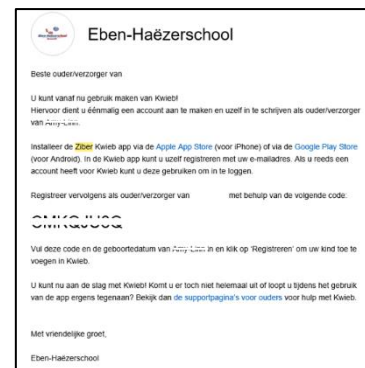 Eben-Haëzerschool
Beste ouder/verzorger van
U kunt vanaf nu gebruik maken van Kwieb!
Hiervoor dient u éénmalig een account aan te maken en uzelf in te schrijven als ouder/verzorger
van
Installeer de Ziber Kwieb app via de Apple App Store (voor iPhone) of via de Google Play Store
(voor Android). In de Kwieb app kunt u uzelf registreren met uw e-mailadres. Als u reeds een
account heeft voor Kwieb kunt u deze gebruiken om in te loggen.
Registreer vervolgens als ouder/verzorger van met behulp van de volgende code:
Vul deze code en de geboortedatum van in en klik op 'Registreren' om uw kind toe te
voegen in Kwieb.
U kunt nu aan de slag met Kwieb! Komt u er toch niet helemaal uit of loopt u tijdens het gebruik
van de app ergens tegenaan? Bekijk dan de supportpagina's voor ouders voor hulp met Kwieb.
Met vriendelijke groet,
Eben-Haëzerschool